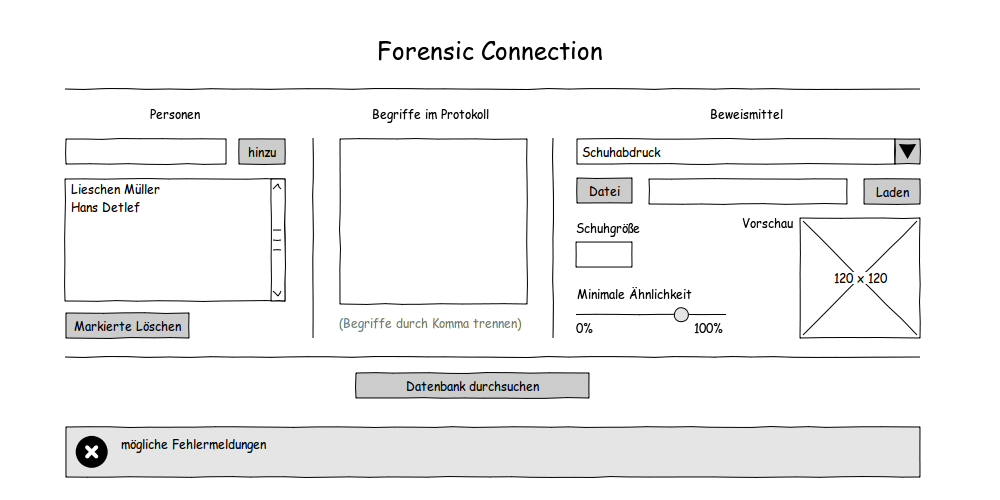 Forensic Connection
Personen
hinzu
Lieschen Müller
Hans Detlef
Markierte Löschen
Begriffe im Protokoll
(Begriffe durch Komma trennen)
Beweismittel
Schuhabdruck
Datei
Laden
Schuhgröße
Vorschau
120 x 120
Minimale Ähnlichkeit
0% 100%
Datenbank durchsuchen
mögliche Fehlermeldungen